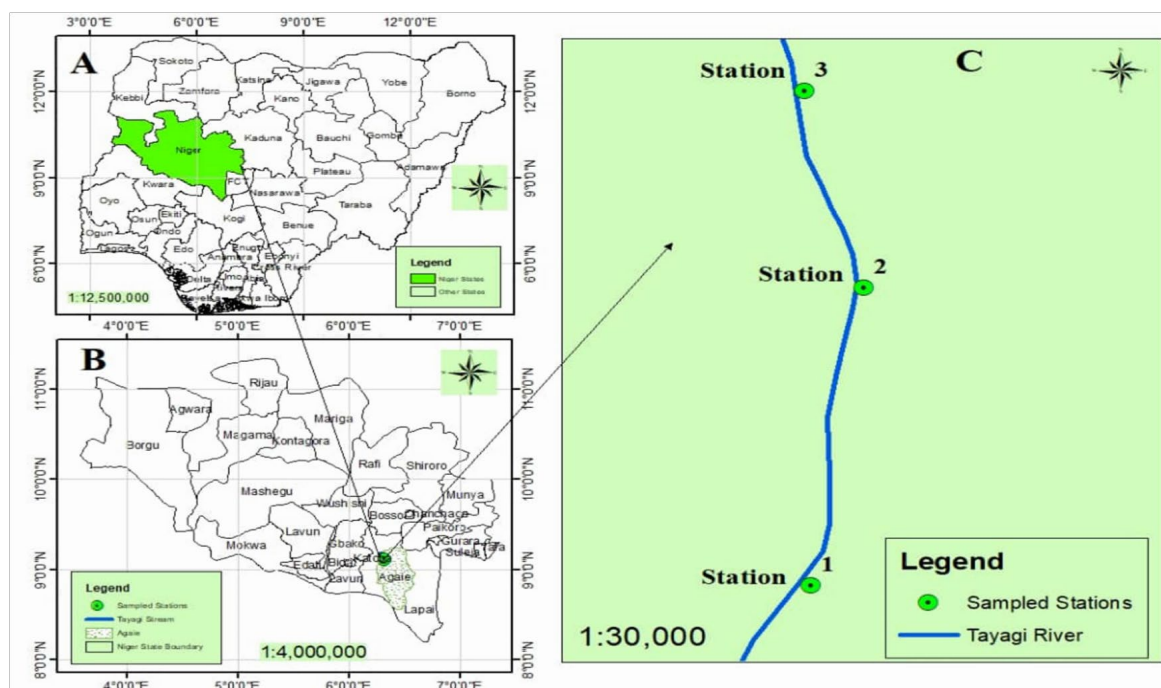 3°0'0"E 6°0'0"E 9°0'0"E 12°0'0"E
A
12°0'0"N
9°0'0"N
6°0'0"N
12°0'0"N
9°0'0"N
6°0'0"N
Sokoto
Zomforo
Katsina
Jigawa
Yobe
Borno
Kebbi
Kano
Niger
Kaduna
Bauchi
Gombe
Adamawa
Plateau
Kwara
FCT
Nasarawa
Taraba
Oyo
Osun
Ekiti
Kogi
Benue
Ogun
Ondo
Lagos
Edo
Enugu
Anambra
Ebonyi
Cross River
Delta
Imo
Abia
Rivers
Legend
Niger States
Other States
1:12,500,000
4°0'0"E 5°0'0"E 6°0'0"E 7°0'0"E
B
11°0'0"N
10°0'0"N
9°0'0"N
8°0'0"N
11°0'0"N
10°0'0"N
9°0'0"N
8°0'0"N
Rijau
Agwara
Mariga
Borgu
Magama
Kontagora
Rafi
Shiroro
Mashegu
Wushishi
Munya
Bosso
Chanchaga
Paikoro
Lavun
Gbako
Gurara
Suleja
Tafa
Mokwa
Katcha
Edati
Bida
Lavun
Agaie
Lapai
Legend
Sampled Stations
Tayagi Stream
Agaie
Niger State Boundary
1:4,000,000
4°0'0"E 5°0'0"E 6°0'0"E 7°0'0"E
C
Station 3
Station 2
Station 1
1:30,000
Legend
Sampled Stations
Tayagi River